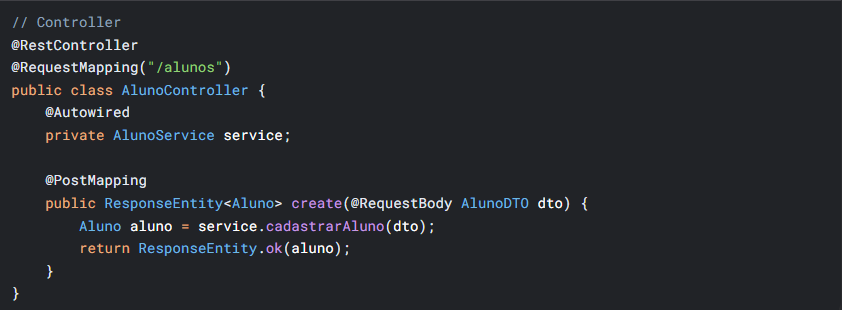 // Controller
@RestController
@RequestMapping("/alunos")
public class AlunoController {
    @Autowired
    private AlunoService service;

    @PostMapping
    public ResponseEntity<Aluno> create(@RequestBody AlunoDTO dto) {
        Aluno aluno = service.cadastrarAluno(dto);
        return ResponseEntity.ok(aluno);
    }
}